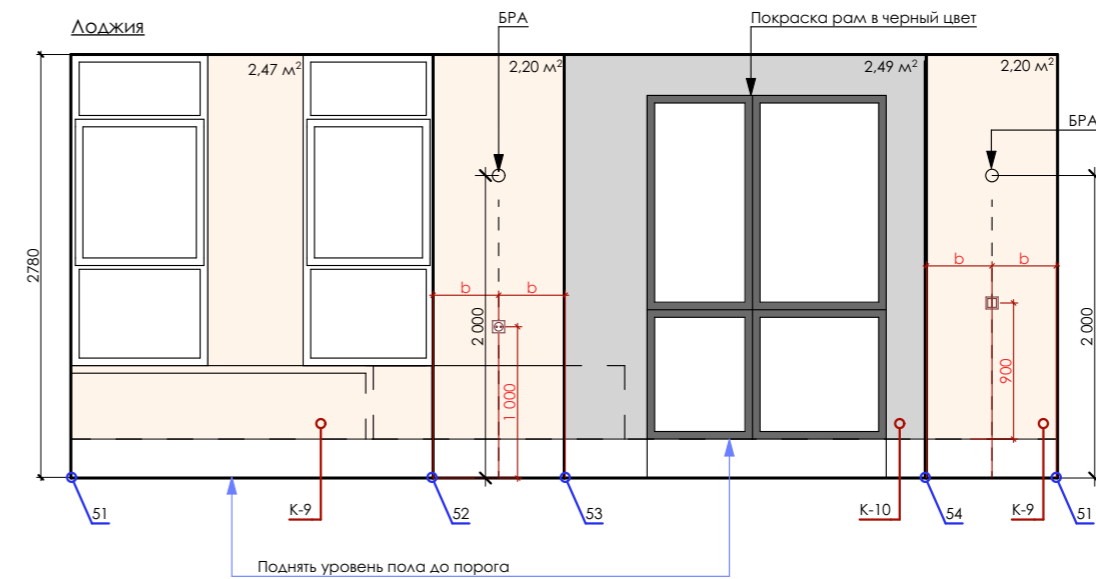 Лоджия
БРА
Покраска рам в черный цвет
2,47 м²
2,20 м²
2,49 м²
2,20 м²
БРА
2780
b
b
2 000
1 000
b
b
900
2 000
51
К-9
52
53
К-10
54
К-9
51
Поднять уровень пола до порога